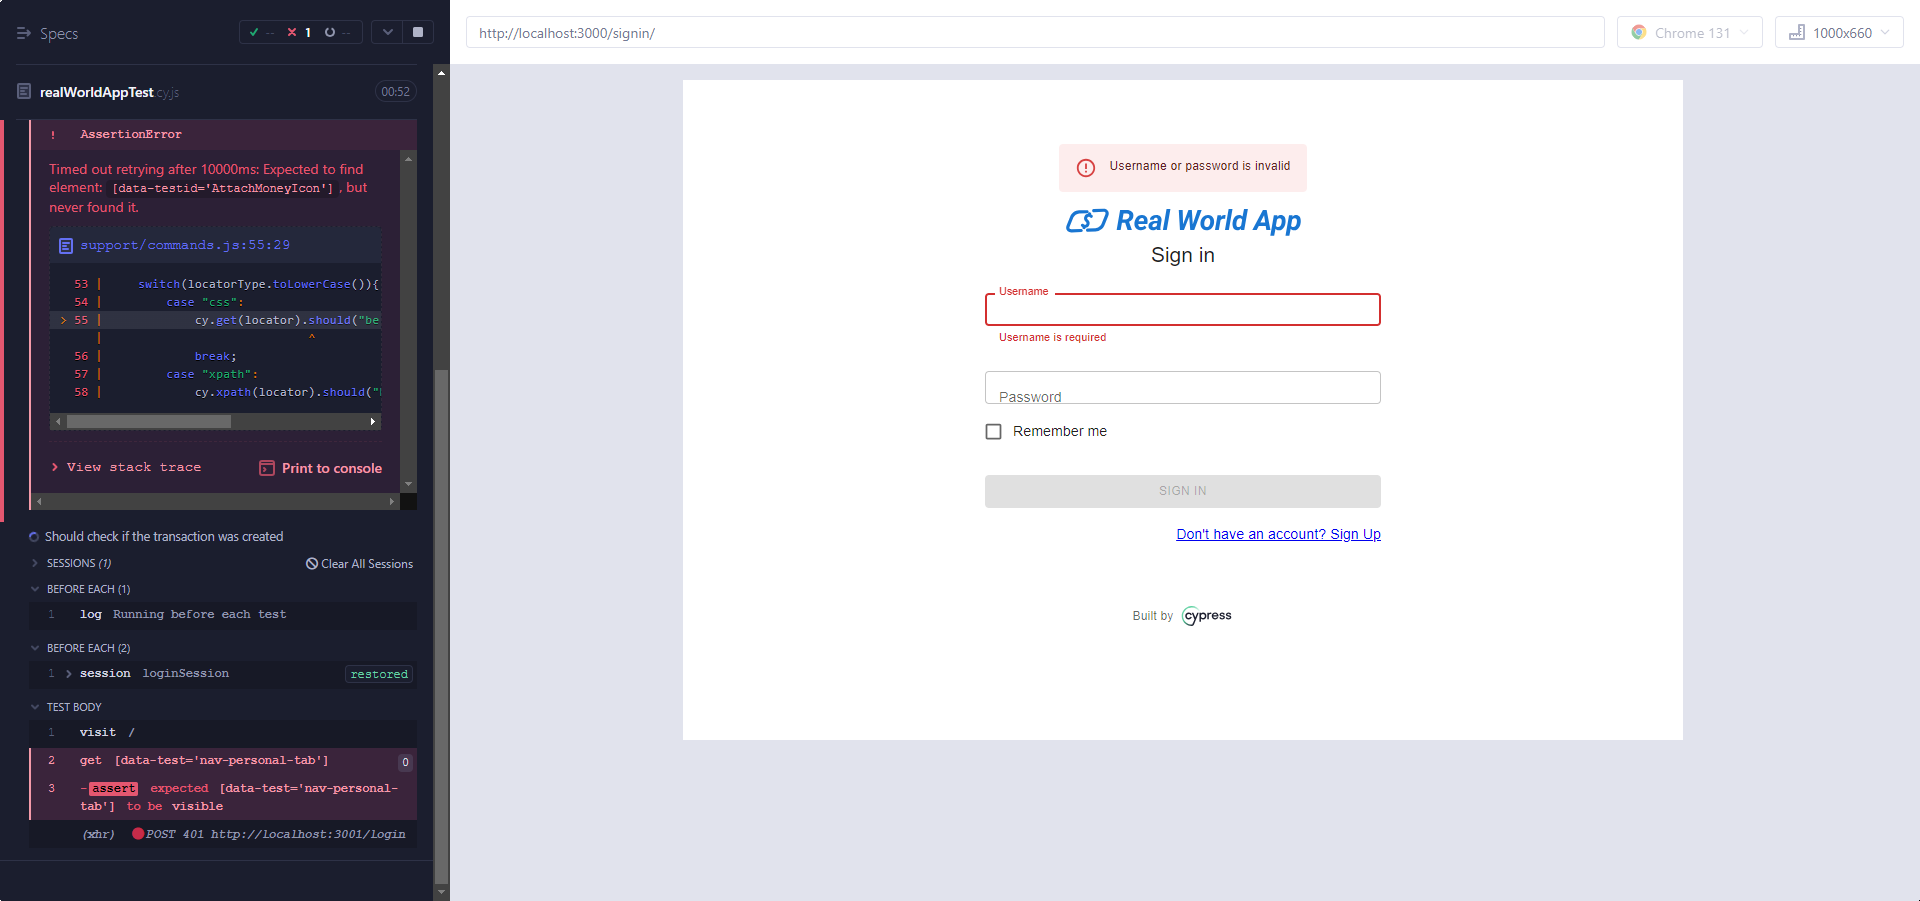 Specs
-- 1 --
realWorldAppTest.cy.js
00:52
! AssertionError
Timed out retrying after 10000ms: Expected to find
element: [data-testid='AttachMoneyIcon'], but
never found it.
support/commands.js:55:29
53 | switch(locatorType.toLowerCase()){
54 | case "css":
> 55 | cy.get(locator).should("be
| ^
56 | break;
57 | case "xpath":
58 | cy.xpath(locator).should("
> View stack trace
Print to console
Should check if the transaction was created
SESSIONS (1)
Clear All Sessions
BEFORE EACH (1)
1 log Running before each test
BEFORE EACH (2)
1 > session loginSession restored
TEST BODY
1 visit /
2 get [data-test='nav-personal-tab'] 0
3 -assert expected [data-test='nav-personal-
tab'] to be visible
(xhr) POST 401 http://localhost:3001/login
http://localhost:3000/signin/
Chrome 131
1000x660
Username or password is invalid
Real World App
Sign in
Username
Username is required
Password
Remember me
SIGN IN
Don't have an account? Sign Up
Built by cypress